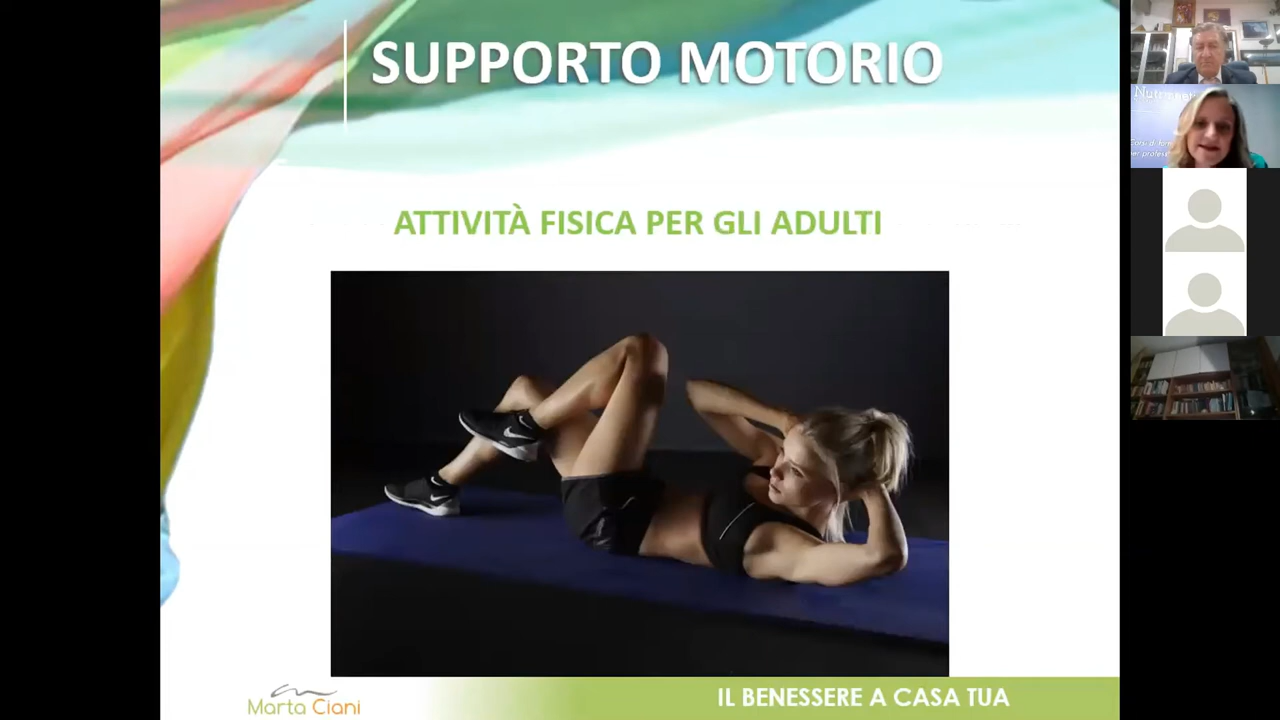 SUPPORTO MOTORIO
ATTIVITÀ FISICA PER GLI ADULTI
Marta Ciani
IL BENESSERE A CASA TUA